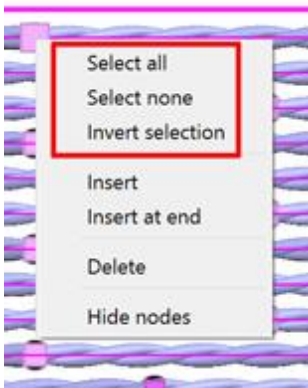 Select all
Select none
Invert selection
Insert
Insert at end
Delete
Hide nodes